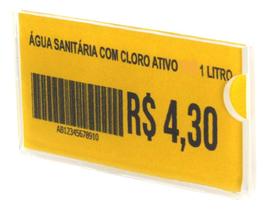 ÁGUA SANITÁRIA COM CLORO ATIVO 1 LITRO
R$ 4,30
AB12345678910